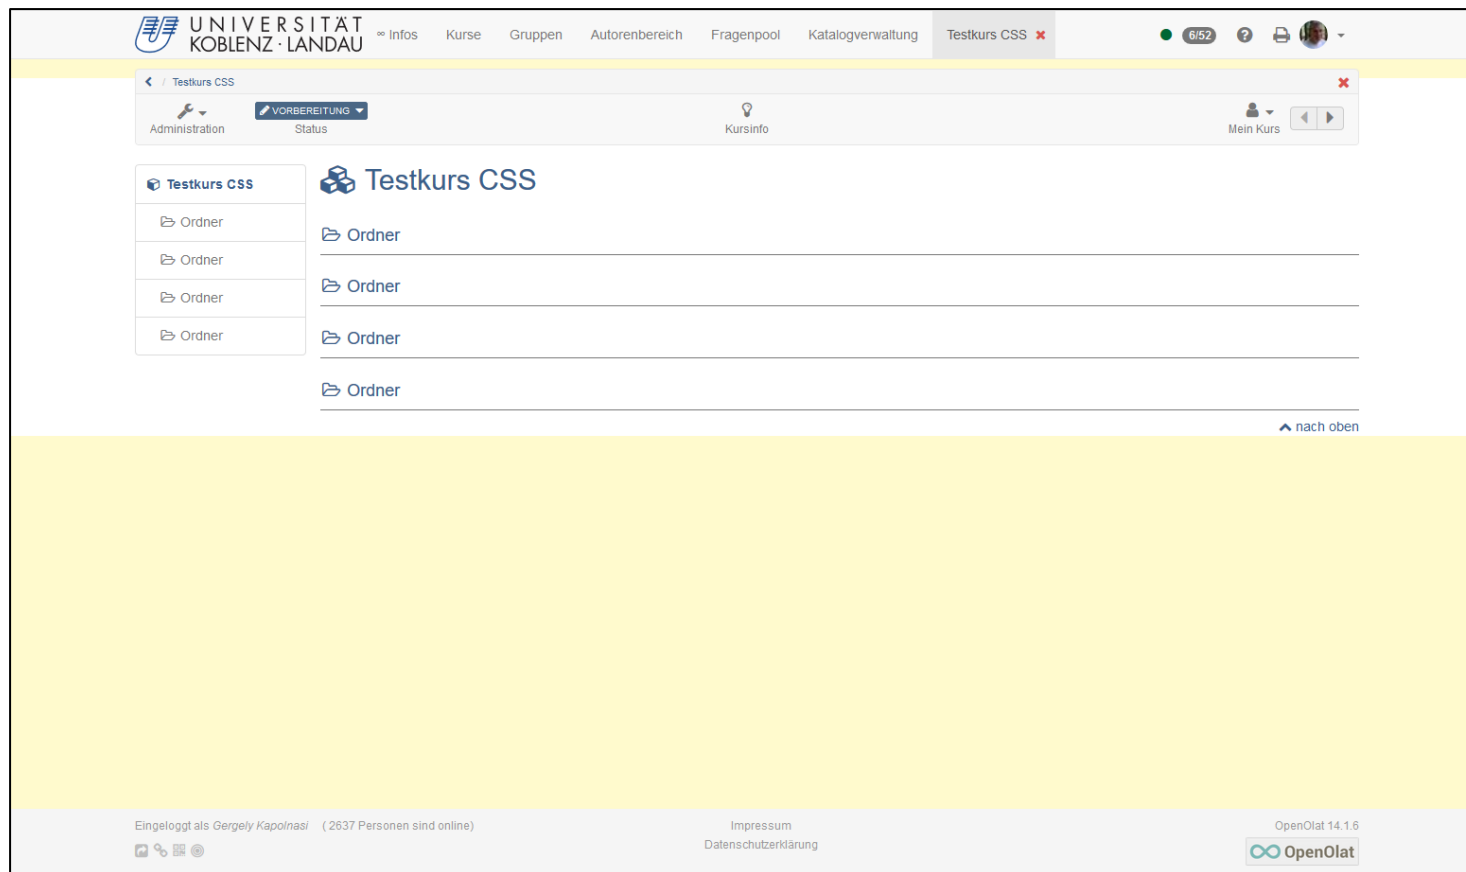 UNIVERSITÄT
KOBLENZ · LANDAU
∞ Infos Kurse Gruppen Autorenbereich Fragenpool Katalogverwaltung Testkurs CSS 6/52
/ Testkurs CSS
Administration
VORBEREITUNG
Status
Kursinfo
Mein Kurs
Testkurs CSS
Ordner
Ordner
Ordner
Ordner
Testkurs CSS
Ordner
Ordner
Ordner
Ordner
nach oben
Eingeloggt als Gergely Kapolnasi ( 2637 Personen sind online)
Impressum
Datenschutzerklärung
OpenOlat 14.1.6
OpenOlat